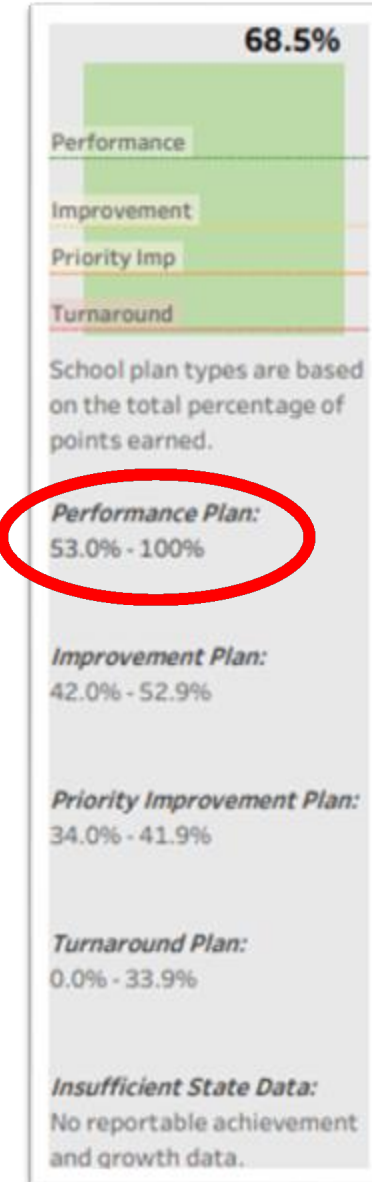 68.5%
Performance
Improvement
Priority Imp
Turnaround
School plan types are based
on the total percentage of
points earned.
Performance Plan:
53.0% - 100%
Improvement Plan:
42.0% - 52.9%
Priority Improvement Plan:
34.0% - 41.9%
Turnaround Plan:
0.0% - 33.9%
Insufficient State Data:
No reportable achievement
and growth data.